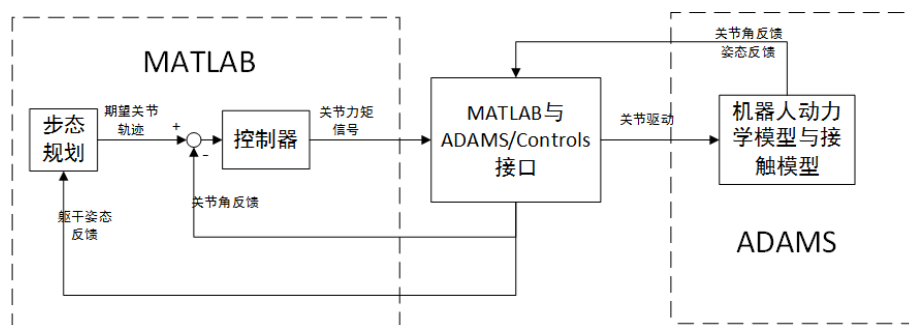 MATLAB
步态
规划
期望关节
轨迹
+
-
控制器
关节力矩
信号
关节角反馈
躯干姿态
反馈
MATLAB与
ADAMS/Controls
接口
关节驱动
关节角反馈
姿态反馈
机器人动力
学模型与接
触模型
ADAMS